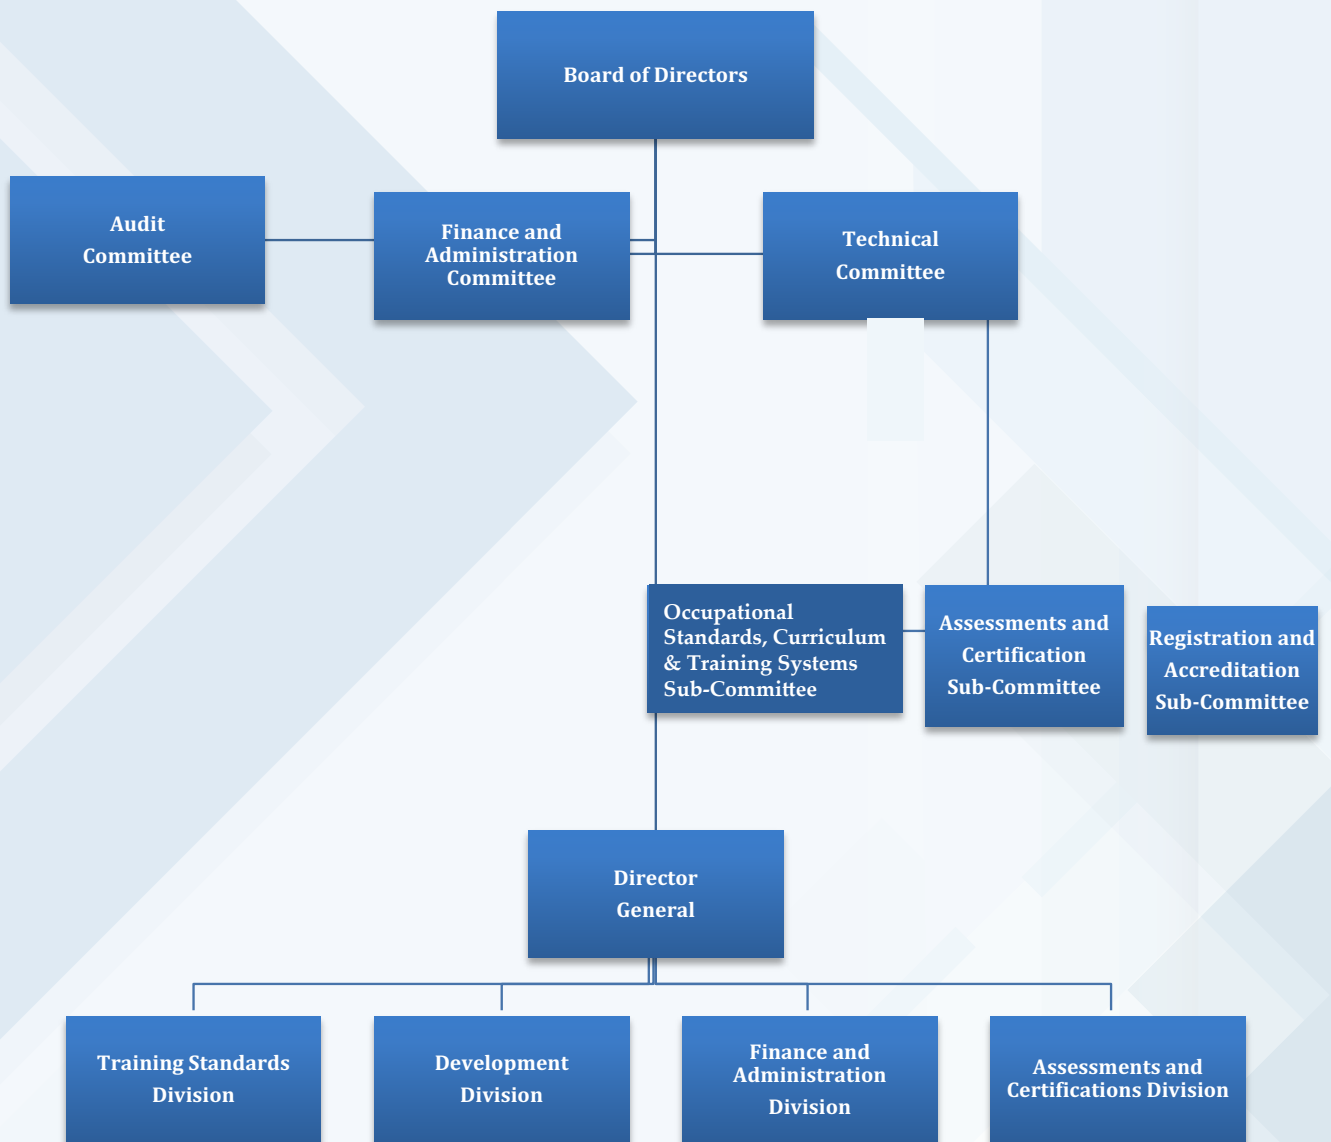 Board of Directors
Audit
Committee
Finance and
Administration
Committee
Technical
Committee
Occupational
Standards, Curriculum
& Training Systems
Sub-Committee
Assessments and
Certification
Sub-Committee
Registration and
Accreditation
Sub-Committee
Director
General
Training Standards
Division
Development
Division
Finance and
Administration
Division
Assessments and
Certifications Division